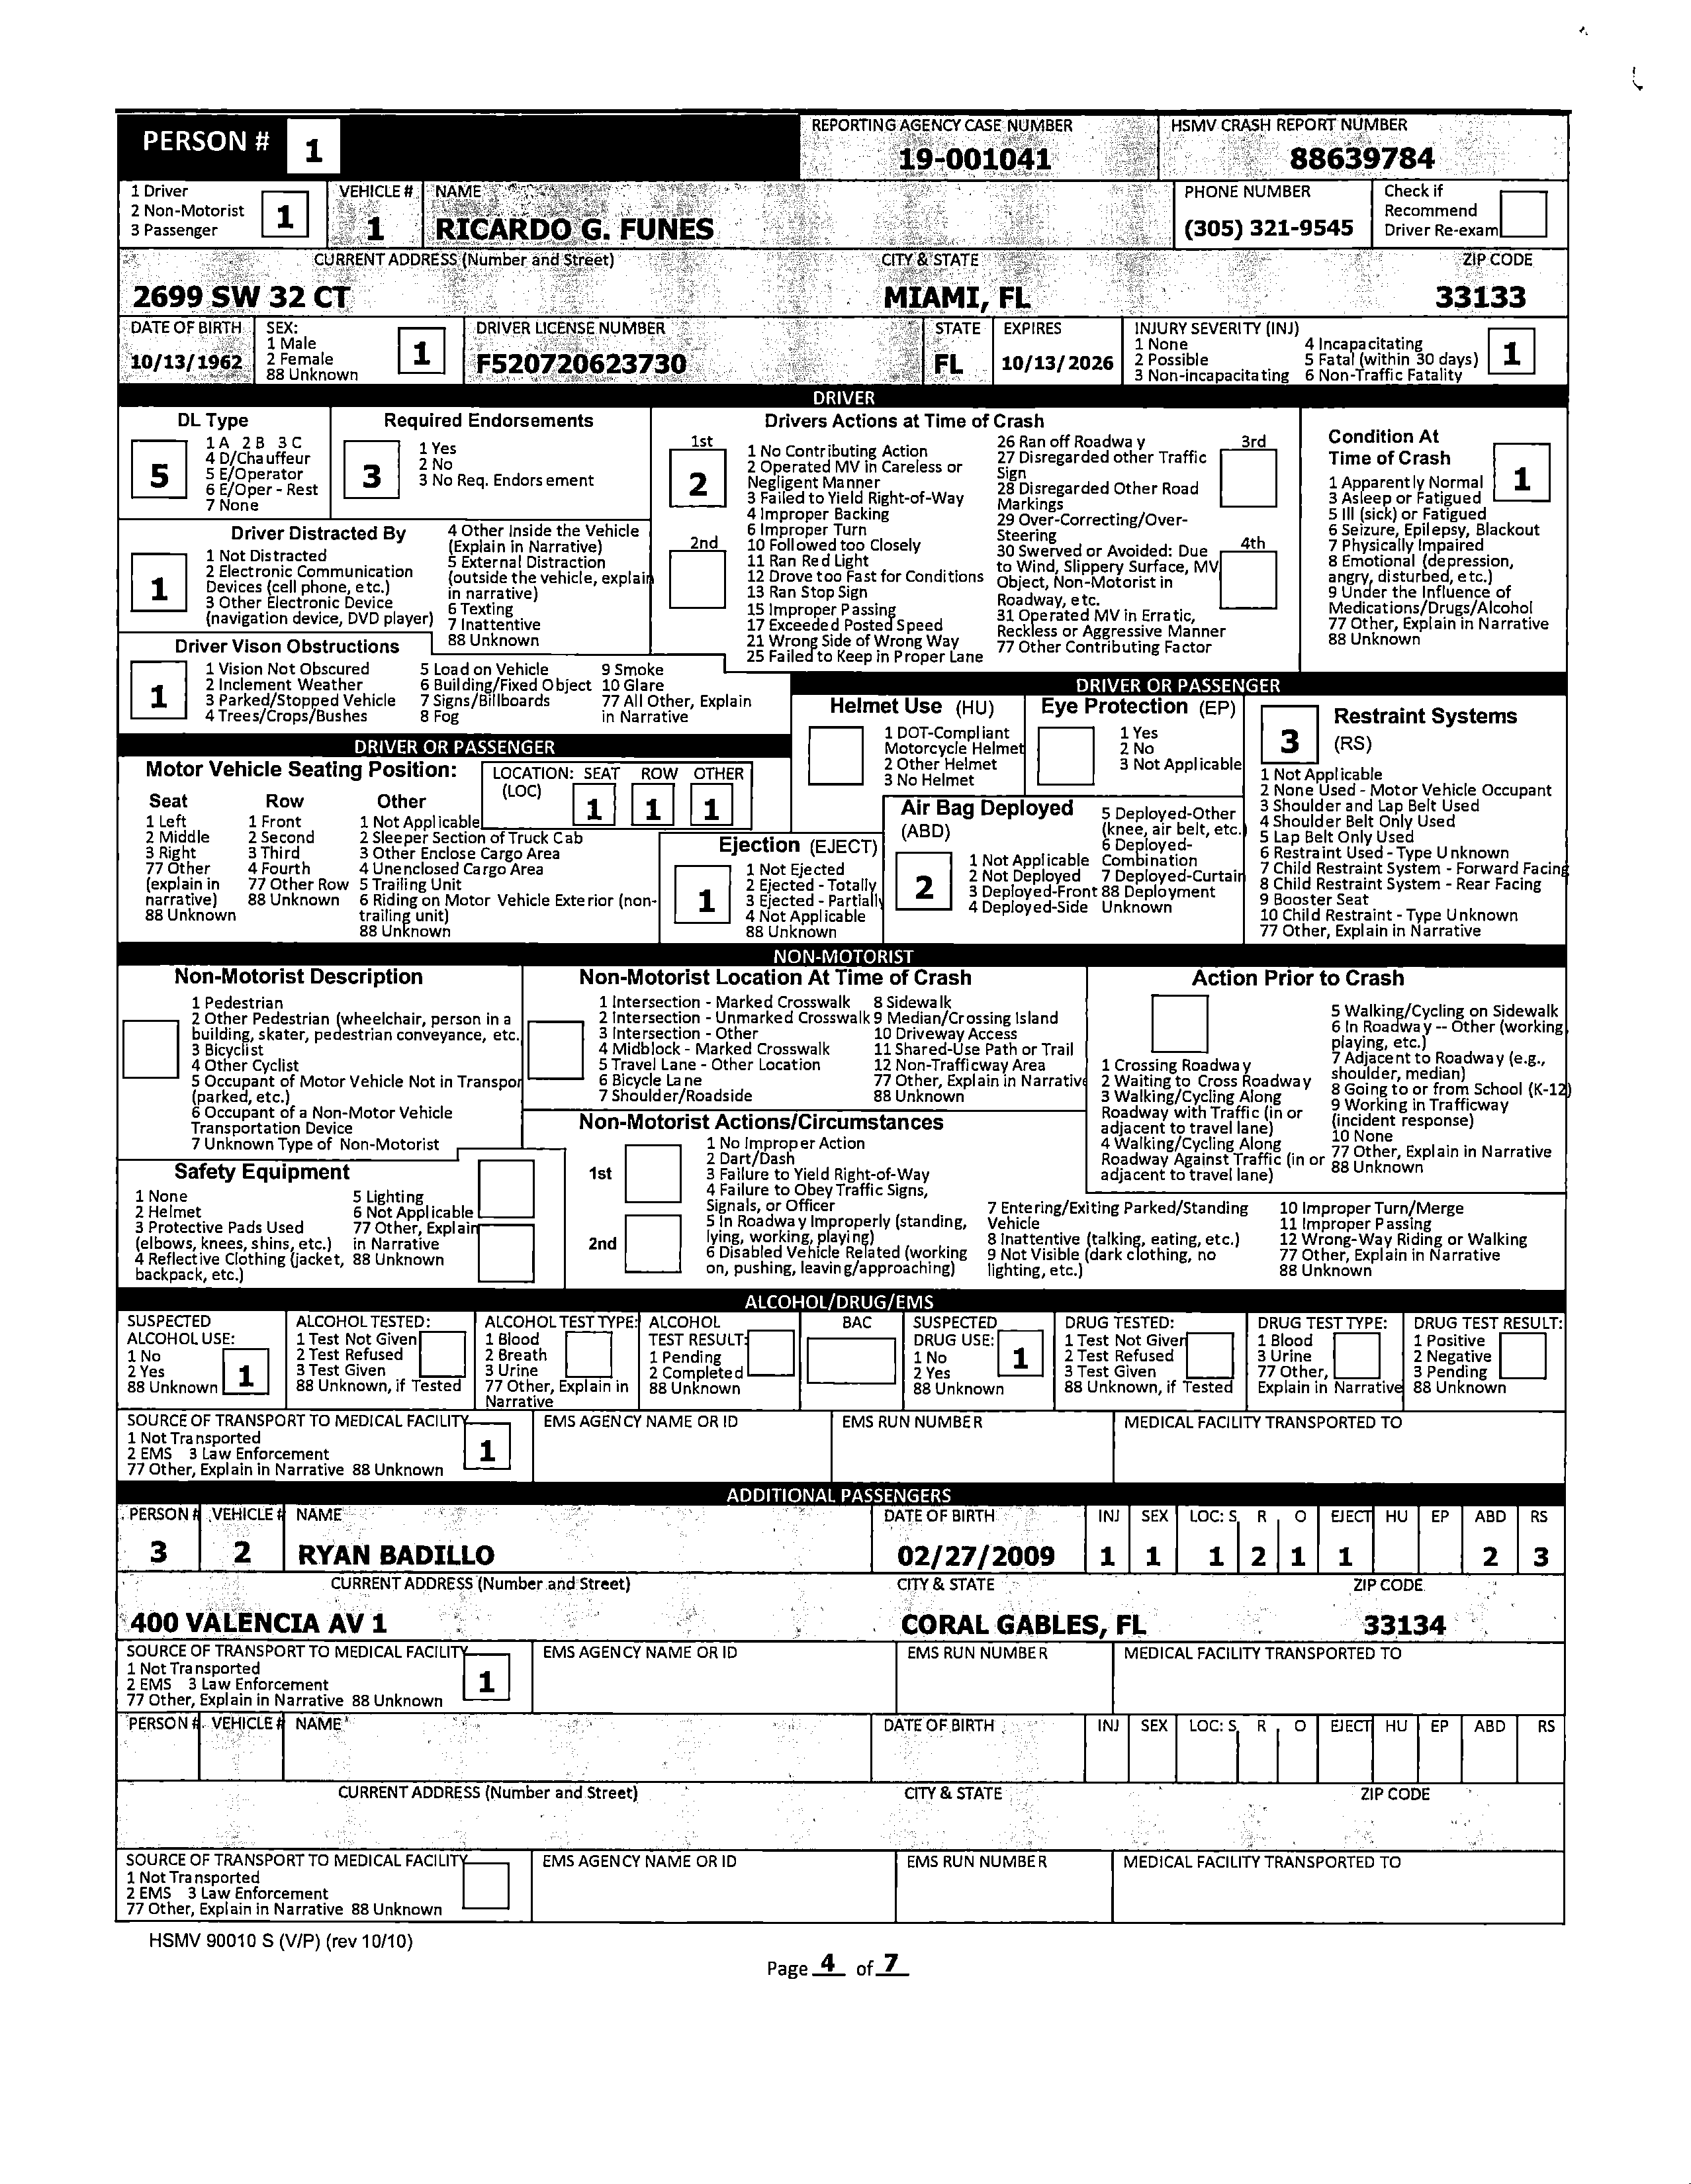 PERSON # 1
REPORTING AGENCY CASE NUMBER
19-001041
HSMV CRASH REPORT NUMBER
88639784
1 Driver
2 Non-Motorist
3 Passenger
1
VEHICLE #
1
NAME
RICARDO G. FUNES
PHONE NUMBER
(305) 321-9545
Check if
Recommend
Driver Re-exam
CURRENT ADDRESS (Number and Street)
2699 SW 32 CT
CITY & STATE
MIAMI, FL
ZIP CODE
33133
DATE OF BIRTH
10/13/1962
SEX:
1 Male
2 Female
88 Unknown
1
DRIVER LICENSE NUMBER
F520720623730
STATE
FL
EXPIRES
10/13/2026
INJURY SEVERITY (INJ)
1 None
2 Possible
3 Non-incapacitating
4 Incapacitating
5 Fatal (within 30 days)
6 Non-Traffic Fatality
1
DRIVER
DL Type
5
1 A 2 B 3 C
4 D/Chauffeur
5 E/Operator
6 E/Oper - Rest
7 None
Required Endorsements
3
1 Yes
2 No
3 No Req. Endorsement
Driver Distracted By
1
1 Not Distracted
2 Electronic Communication
Devices (cell phone, etc.)
3 Other Electronic Device
(navigation device, DVD player)
4 Other Inside the Vehicle
(Explain in Narrative)
5 External Distraction
(outside the vehicle, explain
in narrative)
6 Texting
7 Inattentive
88 Unknown
Driver Vison Obstructions
1
1 Vision Not Obscured
2 Inclement Weather
3 Parked/Stopped Vehicle
4 Trees/Crops/Bushes
5 Load on Vehicle
6 Building/Fixed Object
7 Signs/Billboards
8 Fog
9 Smoke
10 Glare
77 All Other, Explain
in Narrative
Drivers Actions at Time of Crash
1st
2
2nd
1 No Contributing Action
2 Operated MV in Careless or
Negligent Manner
3 Failed to Yield Right-of-Way
4 Improper Backing
6 Improper Turn
10 Followed too Closely
11 Ran Red Light
12 Drove too Fast for Conditions
13 Ran Stop Sign
15 Improper Passing
17 Exceeded Posted Speed
21 Wrong Side of Wrong Way
25 Failed to Keep in Proper Lane
26 Ran off Roadway
27 Disregarded other Traffic
Sign
28 Disregarded Other Road
Markings
29 Over-Correcting/Over-
Steering
30 Swerved or Avoided: Due
to Wind, Slippery Surface, MV
Object, Non-Motorist in
Roadway, etc.
31 Operated MV in Erratic,
Reckless or Aggressive Manner
77 Other Contributing Factor
3rd
4th
Condition At
Time of Crash
1
1 Apparently Normal
3 Asleep or Fatigued
5 Ill (sick) or Fatigued
6 Seizure, Epilepsy, Blackout
7 Physically Impaired
8 Emotional (depression,
angry, disturbed, etc.)
9 Under the Influence of
Medications/Drugs/Alcohol
77 Other, Explain in Narrative
88 Unknown
DRIVER OR PASSENGER
Motor Vehicle Seating Position:
LOCATION: SEAT ROW OTHER
(LOC)
1 1 1
Seat
1 Left
2 Middle
3 Right
77 Other
(explain in
narrative)
88 Unknown
Row
1 Front
2 Second
3 Third
4 Fourth
77 Other Row
88 Unknown
Other
1 Not Applicable
2 Sleeper Section of Truck Cab
3 Other Enclose Cargo Area
4 Unenclosed Cargo Area
5 Trailing Unit
6 Riding on Motor Vehicle Exterior (non-
trailing unit)
88 Unknown
DRIVER OR PASSENGER
Helmet Use (HU)
1 DOT-Compliant
Motorcycle Helmet
2 Other Helmet
3 No Helmet
Eye Protection (EP)
1 Yes
2 No
3 Not Applicable
Ejection (EJECT)
1
1 Not Ejected
2 Ejected - Totally
3 Ejected - Partially
4 Not Applicable
88 Unknown
Air Bag Deployed
(ABD)
2
1 Not Applicable
2 Not Deployed
3 Deployed-Front
4 Deployed-Side
5 Deployed-Other
(knee, air belt, etc.)
6 Deployed-
Combination
7 Deployed-Curtain
88 Deployment
Unknown
3
Restraint Systems
(RS)
1 Not Applicable
2 None Used - Motor Vehicle Occupant
3 Shoulder and Lap Belt Used
4 Shoulder Belt Only Used
5 Lap Belt Only Used
6 Restraint Used - Type Unknown
7 Child Restraint System - Forward Facing
8 Child Restraint System - Rear Facing
9 Booster Seat
10 Child Restraint - Type Unknown
77 Other, Explain in Narrative
NON-MOTORIST
Non-Motorist Description
1 Pedestrian
2 Other Pedestrian (wheelchair, person in a
building, skater, pedestrian conveyance, etc.
3 Bicyclist
4 Other Cyclist
5 Occupant of Motor Vehicle Not in Transpor
(parked, etc.)
6 Occupant of a Non-Motor Vehicle
Transportation Device
7 Unknown Type of Non-Motorist
Non-Motorist Location At Time of Crash
1 Intersection - Marked Crosswalk
2 Intersection - Unmarked Crosswalk
3 Intersection - Other
4 Midblock - Marked Crosswalk
5 Travel Lane - Other Location
6 Bicycle Lane
7 Shoulder/Roadside
8 Sidewalk
9 Median/Crossing Island
10 Driveway Access
11 Shared-Use Path or Trail
12 Non-Trafficway Area
77 Other, Explain in Narrative
88 Unknown
Action Prior to Crash
1 Crossing Roadway
2 Waiting to Cross Roadway
3 Walking/Cycling Along
Roadway with Traffic (in or
adjacent to travel lane)
4 Walking/Cycling Along
Roadway Against Traffic (in or
adjacent to travel lane)
5 Walking/Cycling on Sidewalk
6 In Roadway -- Other (working,
playing, etc.)
7 Adjacent to Roadway (e.g.,
shoulder, median)
8 Going to or from School (K-12)
9 Working in Trafficway
(incident response)
10 None
77 Other, Explain in Narrative
88 Unknown
Safety Equipment
1 None
2 Helmet
3 Protective Pads Used
(elbows, knees, shins, etc.)
4 Reflective Clothing (jacket,
backpack, etc.)
5 Lighting
6 Not Applicable
77 Other, Explain
in Narrative
88 Unknown
Non-Motorist Actions/Circumstances
1st
2nd
1 No Improper Action
2 Dart/Dash
3 Failure to Yield Right-of-Way
4 Failure to Obey Traffic Signs,
Signals, or Officer
5 In Roadway Improperly (standing,
lying, working, playing)
6 Disabled Vehicle Related (working
on, pushing, leaving/approaching)
7 Entering/Exiting Parked/Standing
Vehicle
8 Inattentive (talking, eating, etc.)
9 Not Visible (dark clothing, no
lighting, etc.)
10 Improper Turn/Merge
11 Improper Passing
12 Wrong-Way Riding or Walking
77 Other, Explain in Narrative
88 Unknown
ALCOHOL/DRUG/EMS
SUSPECTED
ALCOHOL USE:
1 No
2 Yes
88 Unknown
1
ALCOHOL TESTED:
1 Test Not Given
2 Test Refused
3 Test Given
88 Unknown, if Tested
ALCOHOL TEST TYPE:
1 Blood
2 Breath
3 Urine
77 Other, Explain in
Narrative
ALCOHOL
TEST RESULT:
1 Pending
2 Completed
88 Unknown
BAC
SUSPECTED
DRUG USE:
1 No
2 Yes
88 Unknown
1
DRUG TESTED:
1 Test Not Given
2 Test Refused
3 Test Given
88 Unknown, if Tested
DRUG TEST TYPE:
1 Blood
3 Urine
77 Other,
Explain in Narrative
DRUG TEST RESULT:
1 Positive
2 Negative
3 Pending
88 Unknown
SOURCE OF TRANSPORT TO MEDICAL FACILITY
1 Not Transported
2 EMS 3 Law Enforcement
77 Other, Explain in Narrative 88 Unknown
1
EMS AGENCY NAME OR ID
EMS RUN NUMBER
MEDICAL FACILITY TRANSPORTED TO
ADDITIONAL PASSENGERS
PERSON # VEHICLE # NAME DATE OF BIRTH INJ SEX LOC: S R O EJECT HU EP ABD RS
3 2 RYAN BADILLO 02/27/2009 1 1 1 2 1 1 2 3
CURRENT ADDRESS (Number and Street) CITY & STATE ZIP CODE
400 VALENCIA AV 1 CORAL GABLES, FL 33134
SOURCE OF TRANSPORT TO MEDICAL FACILITY
1 Not Transported
2 EMS 3 Law Enforcement
77 Other, Explain in Narrative 88 Unknown
1
EMS AGENCY NAME OR ID
EMS RUN NUMBER
MEDICAL FACILITY TRANSPORTED TO
PERSON # VEHICLE # NAME DATE OF BIRTH INJ SEX LOC: S R O EJECT HU EP ABD RS
CURRENT ADDRESS (Number and Street) CITY & STATE ZIP CODE
SOURCE OF TRANSPORT TO MEDICAL FACILITY
1 Not Transported
2 EMS 3 Law Enforcement
77 Other, Explain in Narrative 88 Unknown
EMS AGENCY NAME OR ID
EMS RUN NUMBER
MEDICAL FACILITY TRANSPORTED TO
HSMV 90010 S (V/P) (rev 10/10)
Page 4 of 7